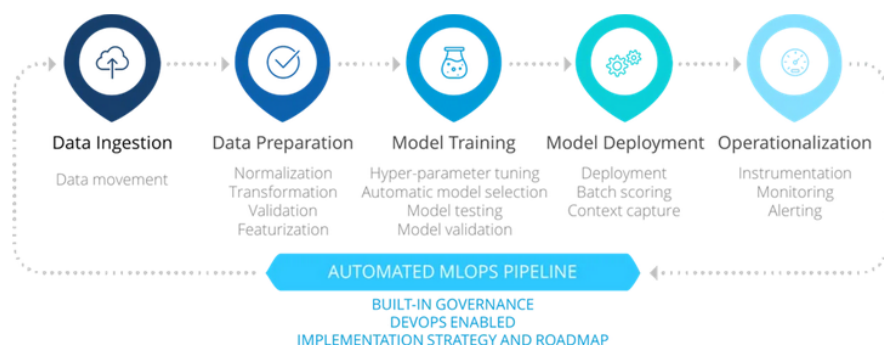 Data Ingestion
Data movement
Data Preparation
Normalization
Transformation
Validation
Featurization
Model Training
Hyper-parameter tuning
Automatic model selection
Model testing
Model validation
Model Deployment
Deployment
Batch scoring
Context capture
Operationalization
Instrumentation
Monitoring
Alerting
AUTOMATED MLOPS PIPELINE
BUILT-IN GOVERNANCE
DEVOPS ENABLED
IMPLEMENTATION STRATEGY AND ROADMAP